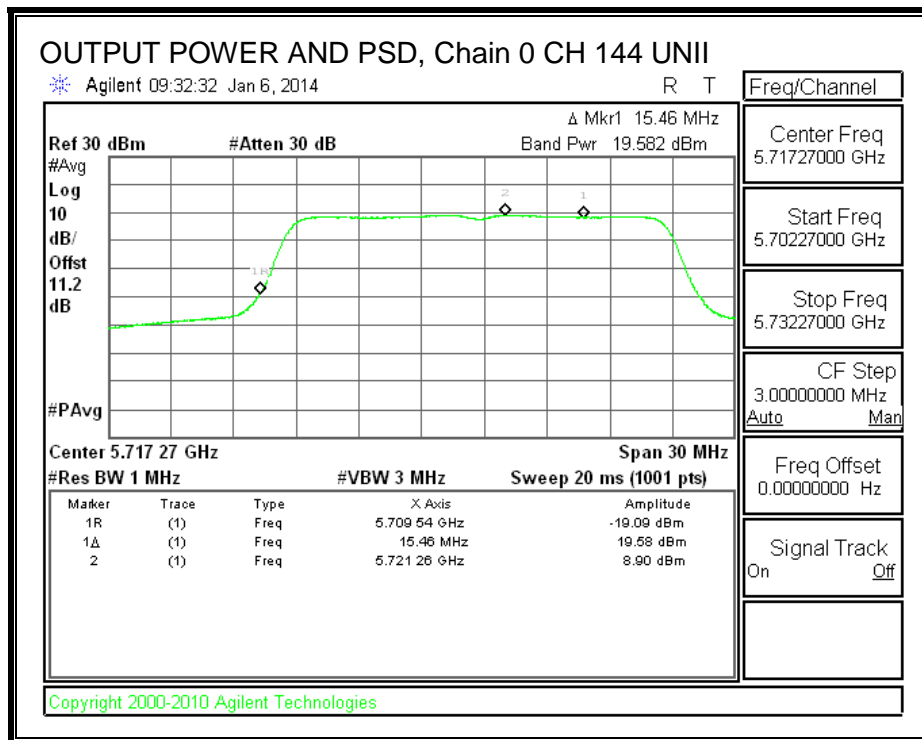 OUTPUT POWER AND PSD, Chain 0 CH 144 UNII
Agilent 09:32:32 Jan 6, 2014 R T
Δ Mkr1 15.46 MHz
Ref 30 dBm #Atten 30 dB Band Pwr 19.582 dBm
#Avg
Log
10
dB/
Offst
11.2
dB
#PAvg
2
1
1R
Center 5.717 27 GHz Span 30 MHz
#Res BW 1 MHz #VBW 3 MHz Sweep 20 ms (1001 pts)
Marker Trace Type X Axis Amplitude
1R (1) Freq 5.709 54 GHz -19.09 dBm
1Δ (1) Freq 15.46 MHz 19.58 dBm
2 (1) Freq 5.721 26 GHz 8.90 dBm
Freq/Channel
Center Freq
5.71727000 GHz
Start Freq
5.70227000 GHz
Stop Freq
5.73227000 GHz
CF Step
3.00000000 MHz
Auto Man
Freq Offset
0.00000000 Hz
Signal Track
On Off
Copyright 2000-2010 Agilent Technologies